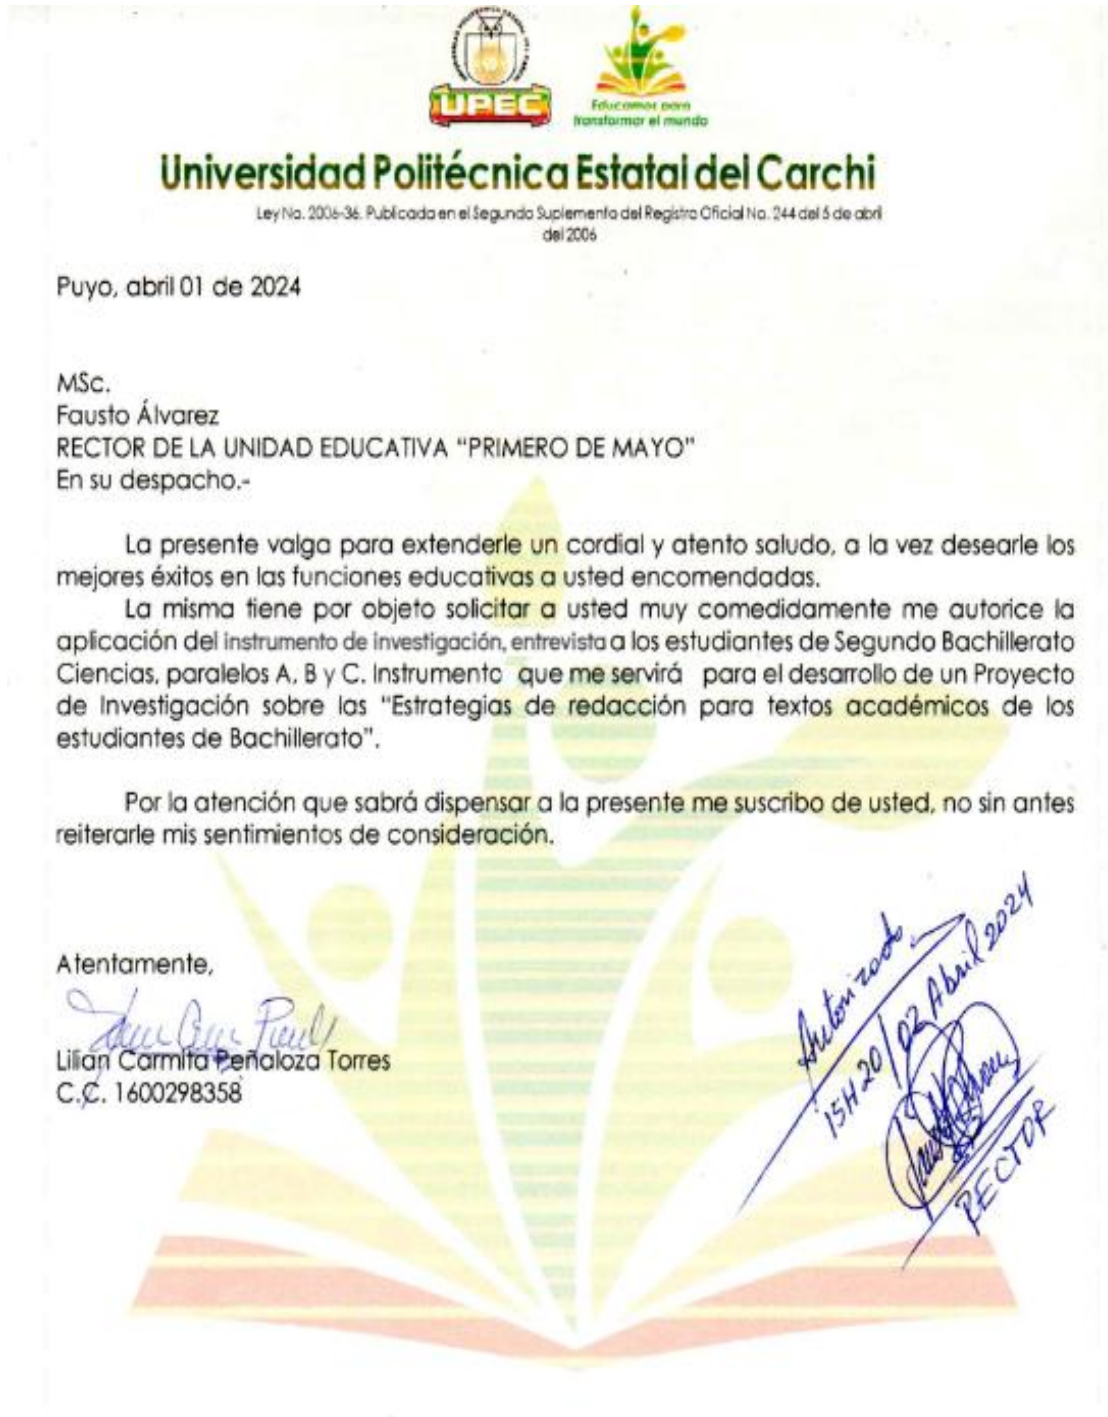 UPEC
Educamos para
transformar el mundo
Universidad Politécnica Estatal del Carchi
Ley No. 2006-36. Publicada en el Segundo Suplemento del Registro Oficial No. 244 del 5 de abril
del 2006
Puyo, abril 01 de 2024
MSc.
Fausto Álvarez
RECTOR DE LA UNIDAD EDUCATIVA “PRIMERO DE MAYO”
En su despacho.-
La presente valga para extenderle un cordial y atento saludo, a la vez desearle los
mejores éxitos en las funciones educativas a usted encomendadas.
La misma tiene por objeto solicitar a usted muy comedidamente me autorice la
aplicación del instrumento de investigación, entrevista a los estudiantes de Segundo Bachillerato
Ciencias, paralelos A, B y C. Instrumento que me servirá para el desarrollo de un Proyecto
de Investigación sobre las “Estrategias de redacción para textos académicos de los
estudiantes de Bachillerato”.
Por la atención que sabrá dispensar a la presente me suscribo de usted, no sin antes
reiterarle mis sentimientos de consideración.
Atentamente,
Lilian Carmita Peñaloza Torres
C.C. 1600298358
Autorizado
15H20/02 Abril 2024
RECTOR